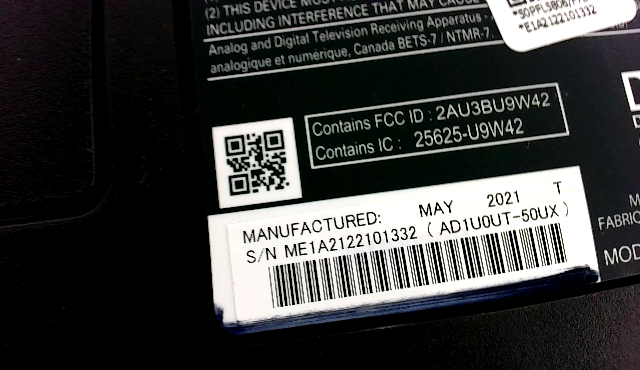 (2) THIS DEVICE MUST
INCLUDING INTERFERENCE THAT MAY CAUSE
Analog and Digital Television Receiving Apparatus -
analogique et numérique, Canada BETS-7 / NTMR-7.
*E1A2122101332
Contains FCC ID : 2AU3BU9W42
Contains IC : 25625-U9W42
MANUFACTURED: MAY 2021 T
S/N ME1A2122101332 ( AD1U0UT-50UX )
FABRIC
MOD